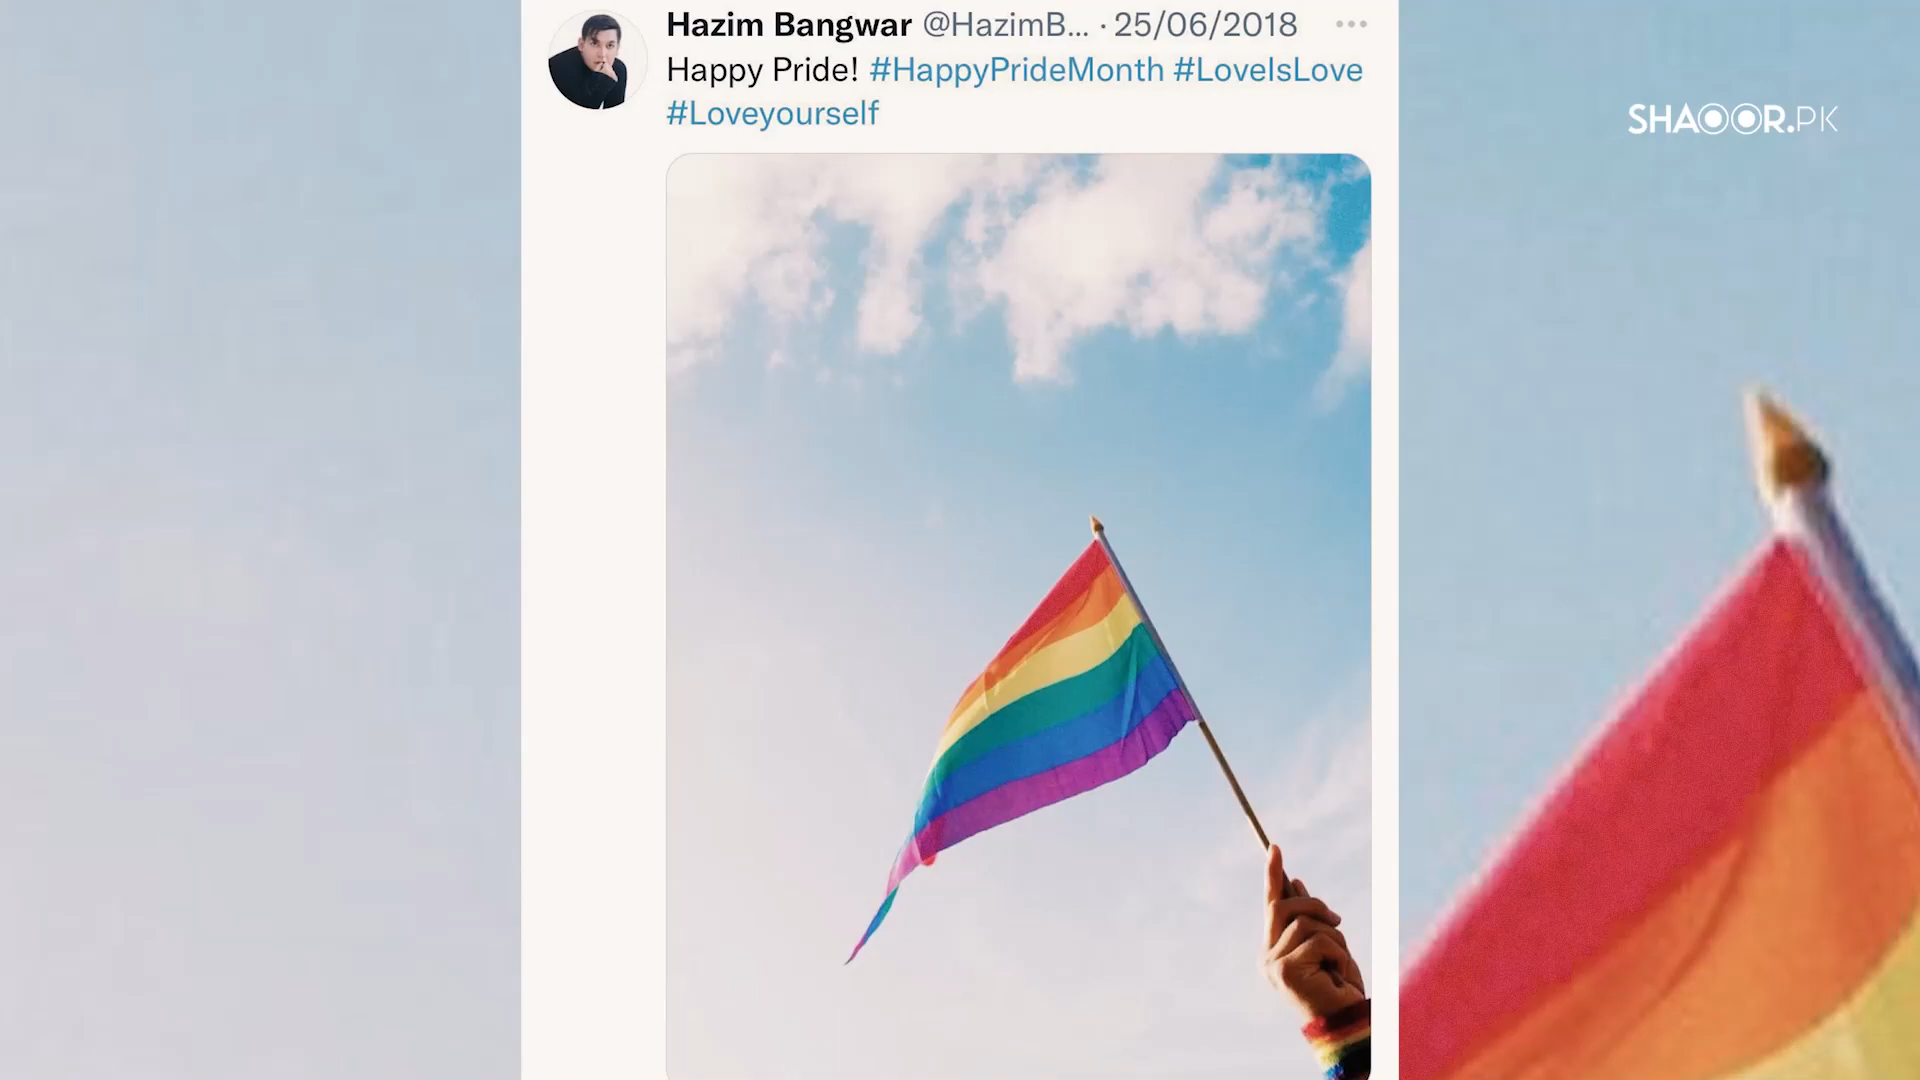 Hazim Bangwar @HazimB... · 25/06/2018
Happy Pride! #HappyPrideMonth #LoveIsLove
#Loveyourself
SHAOOR.PK